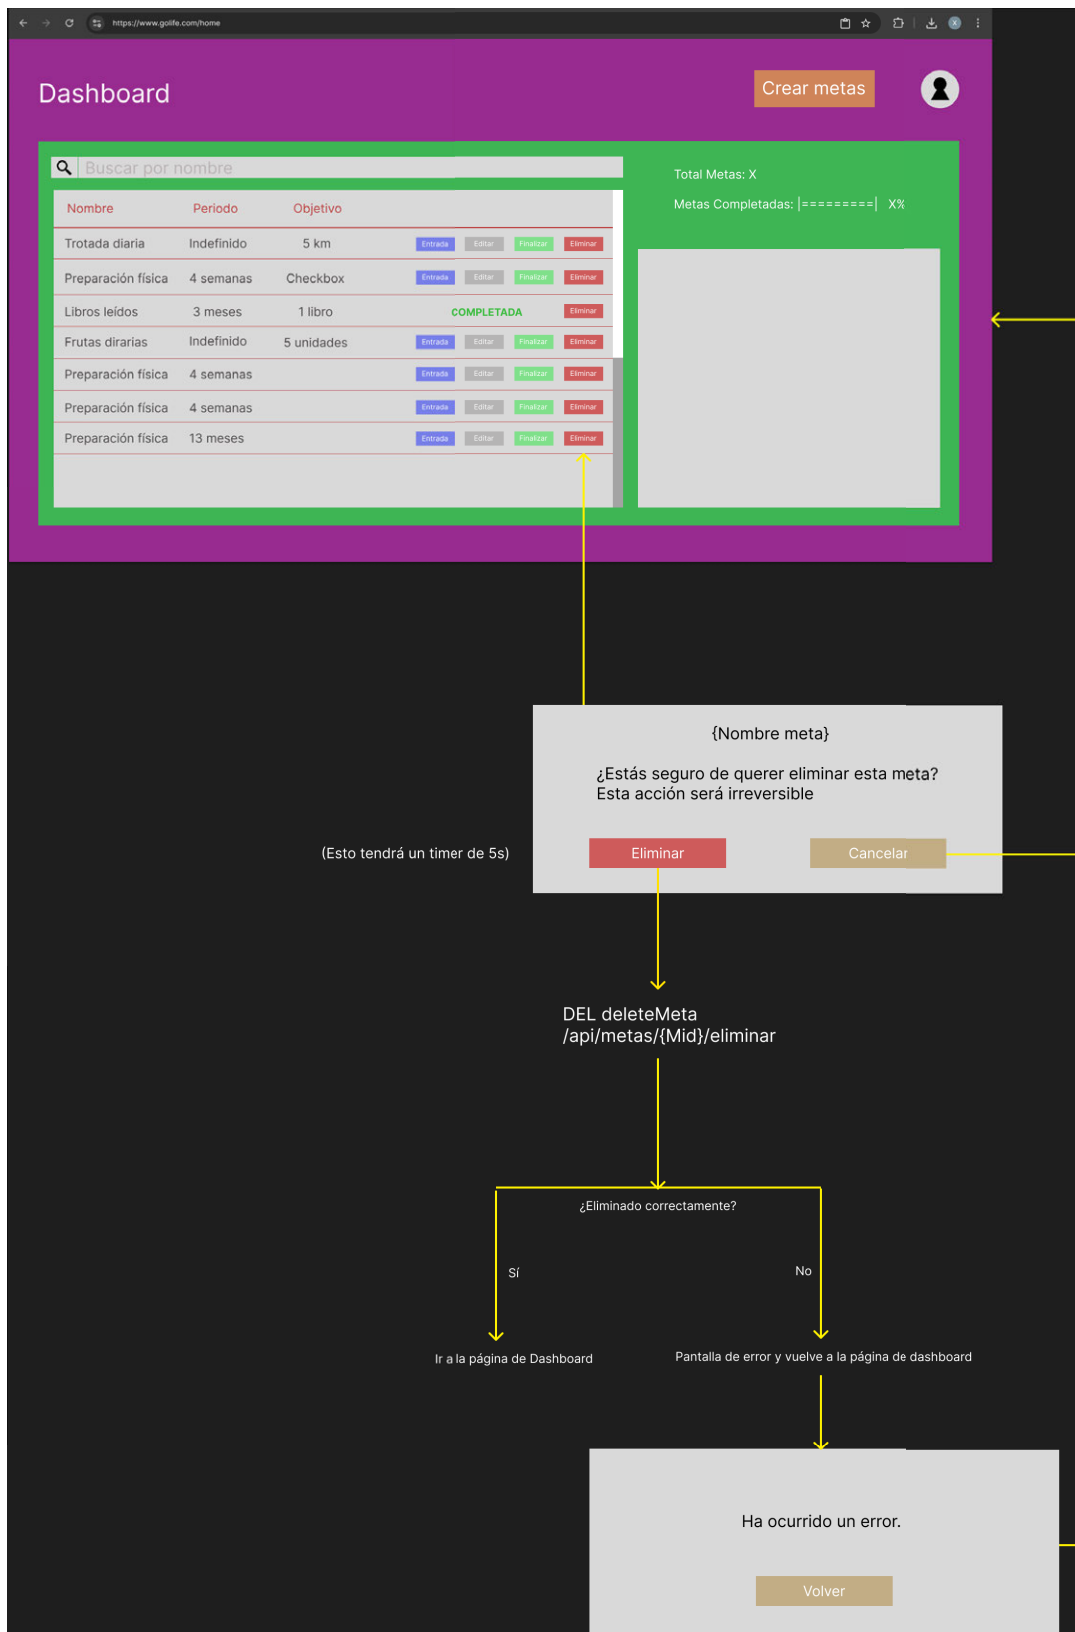 https://www.golife.com/home
Dashboard
Crear metas
Buscar por nombre
Nombre Periodo Objetivo
Trotada diaria Indefinido 5 km Entrada Editar Finalizar Eliminar
Preparación física 4 semanas Checkbox Entrada Editar Finalizar Eliminar
Libros leídos 3 meses 1 libro COMPLETADA Eliminar
Frutas dirarias Indefinido 5 unidades Entrada Editar Finalizar Eliminar
Preparación física 4 semanas Entrada Editar Finalizar Eliminar
Preparación física 4 semanas Entrada Editar Finalizar Eliminar
Preparación física 13 meses Entrada Editar Finalizar Eliminar
Total Metas: X
Metas Completadas: |=========| X%
{Nombre meta}
¿Estás seguro de querer eliminar esta meta?
Esta acción será irreversible
(Esto tendrá un timer de 5s)
Eliminar Cancelar
DEL deleteMeta
/api/metas/{Mid}/eliminar
¿Eliminado correctamente?
Sí No
Ir a la página de Dashboard
Pantalla de error y vuelve a la página de dashboard
Ha ocurrido un error.
Volver